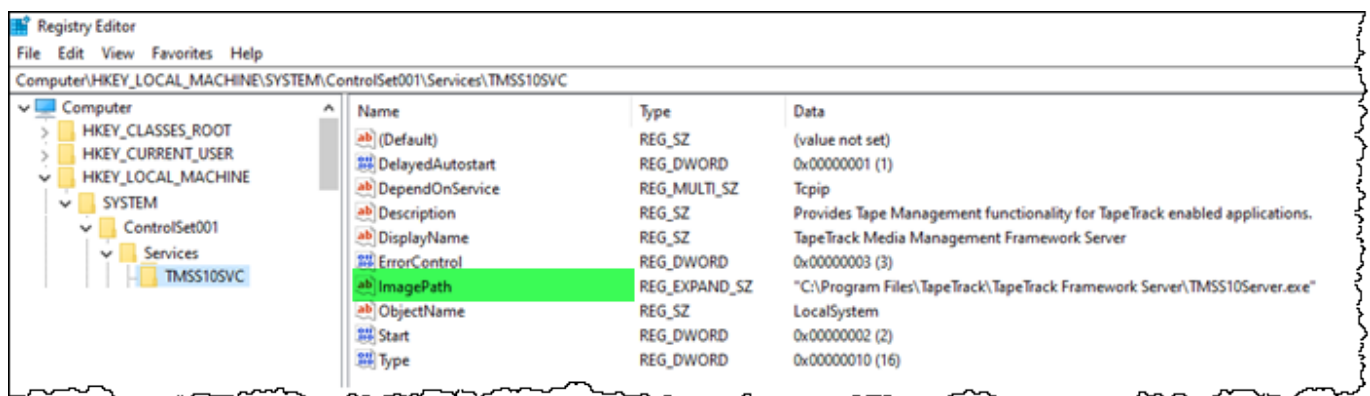 Registry Editor
File Edit View Favorites Help
Computer\HKEY_LOCAL_MACHINE\SYSTEM\ControlSet001\Services\TMSS10SVC
Computer
HKEY_CLASSES_ROOT
HKEY_CURRENT_USER
HKEY_LOCAL_MACHINE
SYSTEM
ControlSet001
Services
TMSS10SVC
Name Type Data
(Default) REG_SZ (value not set)
DelayedAutostart REG_DWORD 0x00000001 (1)
DependOnService REG_MULTI_SZ Tcpip
Description REG_SZ Provides Tape Management functionality for TapeTrack enabled applications.
DisplayName REG_SZ TapeTrack Media Management Framework Server
ErrorControl REG_DWORD 0x00000003 (3)
ImagePath REG_EXPAND_SZ "C:\Program Files\TapeTrack\TapeTrack Framework Server\TMSS10Server.exe"
ObjectName REG_SZ LocalSystem
Start REG_DWORD 0x00000002 (2)
Type REG_DWORD 0x00000010 (16)